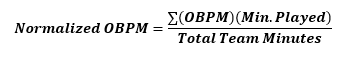 Normalized OBPM = ∑(OBPM)(Min. Played) / Total Team Minutes